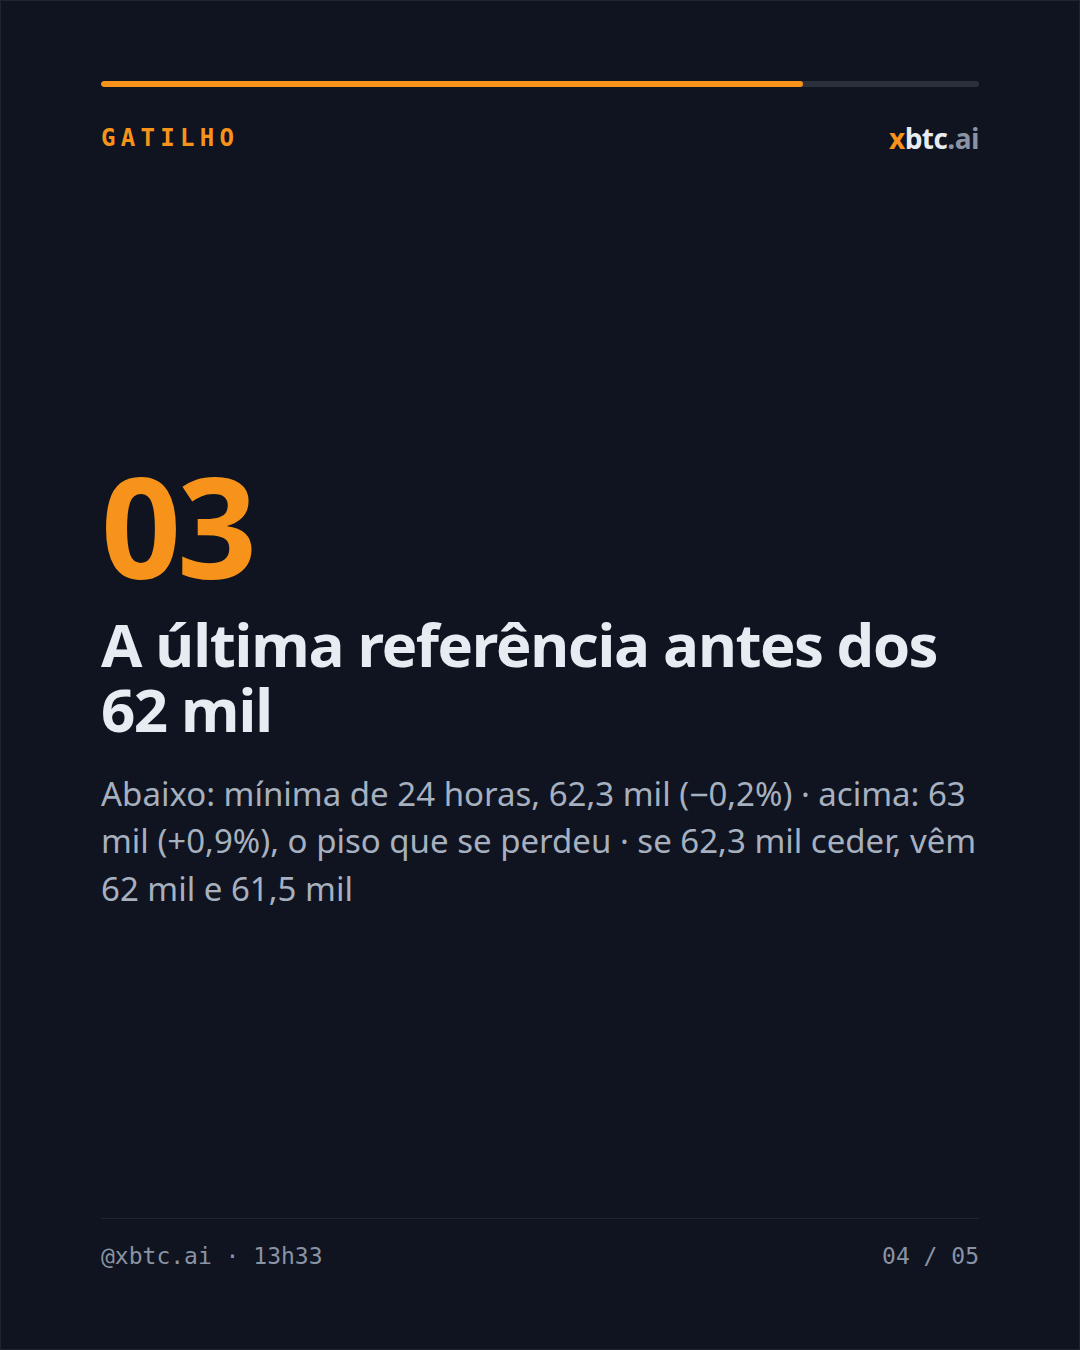 GATILHO
xbtc.ai
03
A última referência antes dos
62 mil
Abaixo: mínima de 24 horas, 62,3 mil (−0,2%) · acima: 63
mil (+0,9%), o piso que se perdeu · se 62,3 mil ceder, vêm
62 mil e 61,5 mil
@xbtc.ai · 13h33
04 / 05